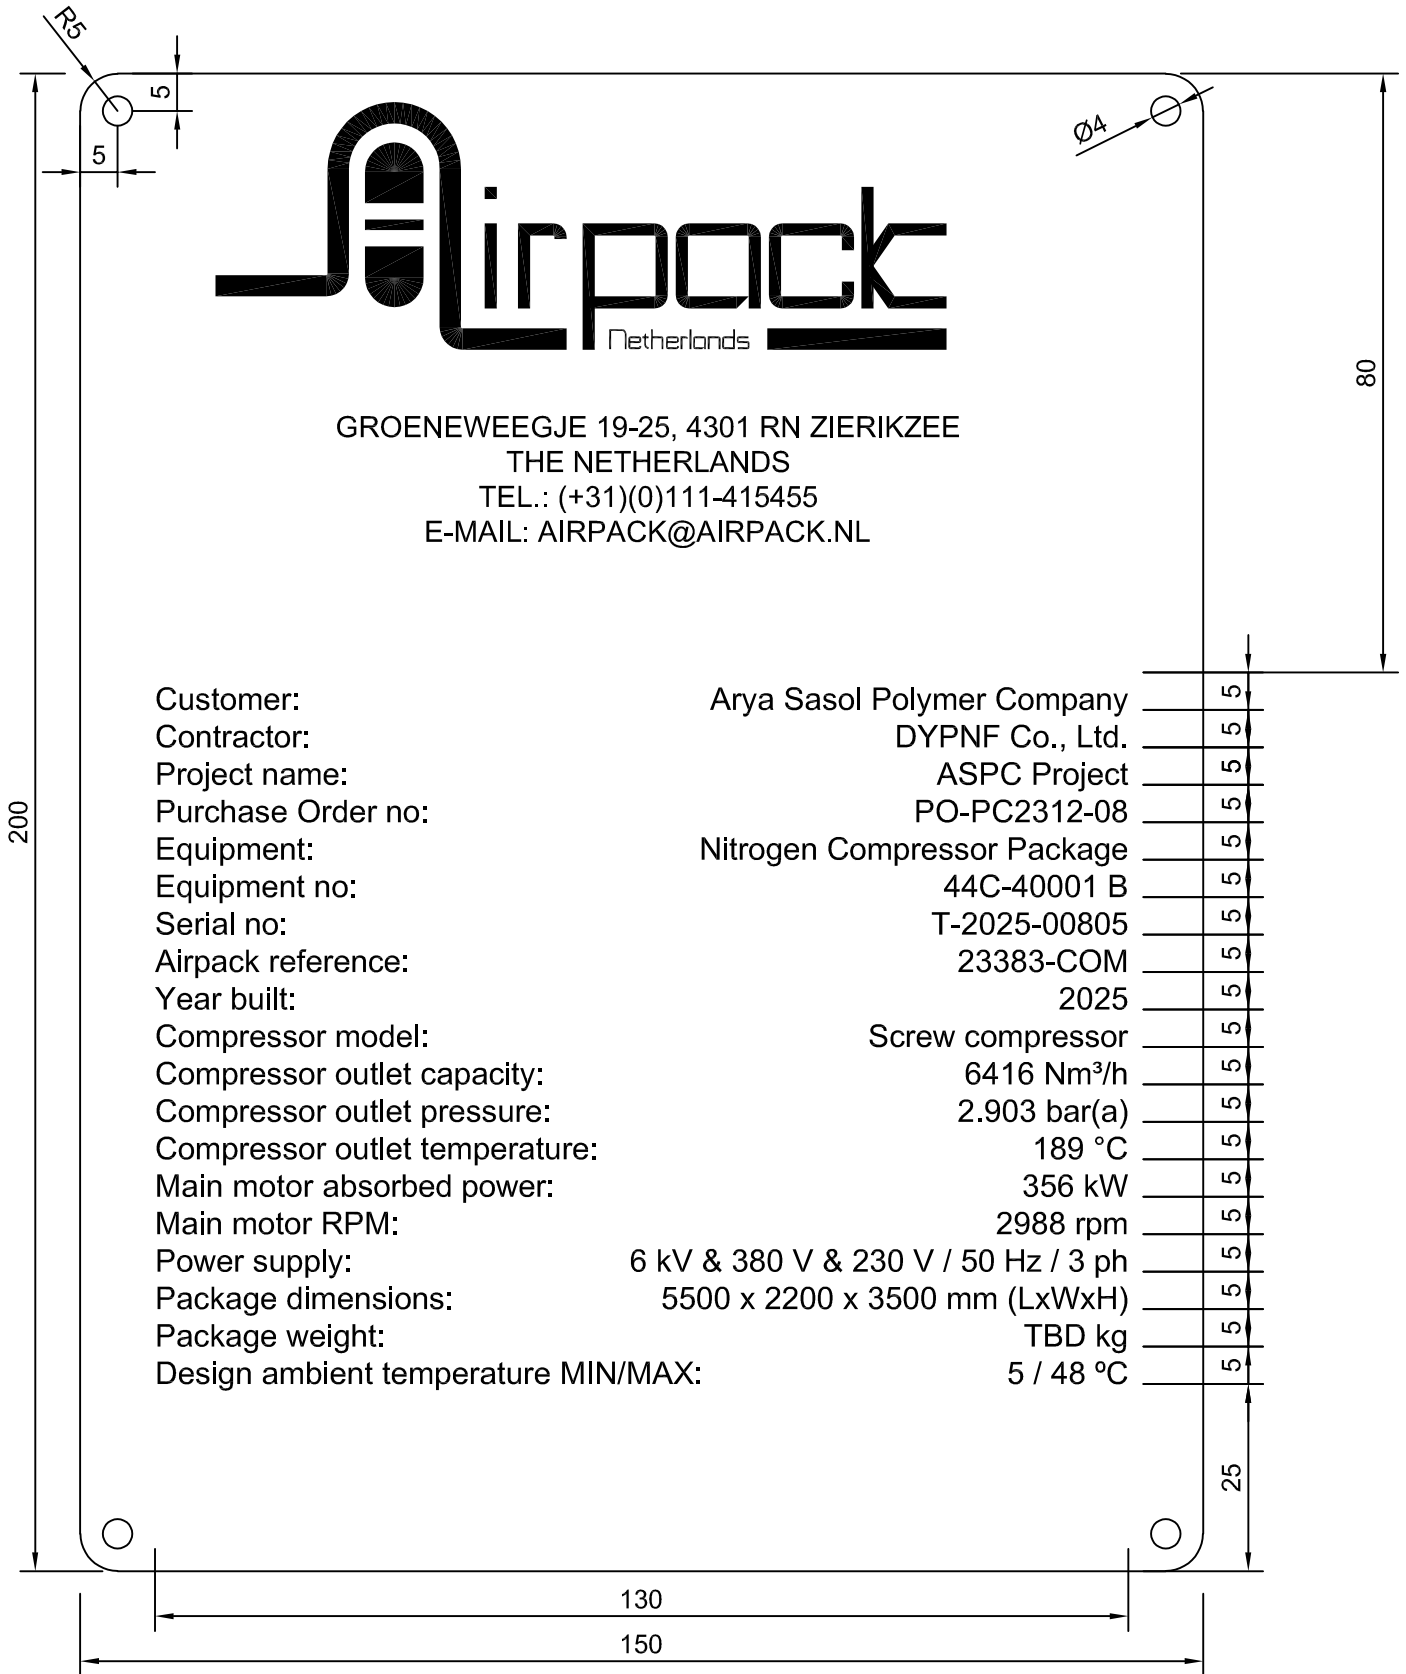 R5
5
5
Ø4
Airpack
Netherlands
80
GROENEWEEGJE 19-25, 4301 RN ZIERIKZEE
THE NETHERLANDS
TEL.: (+31)(0)111-415455
E-MAIL: AIRPACK@AIRPACK.NL
200
Customer: Arya Sasol Polymer Company 5
Contractor: DYPNF Co., Ltd. 5
Project name: ASPC Project 5
Purchase Order no: PO-PC2312-08 5
Equipment: Nitrogen Compressor Package 5
Equipment no: 44C-40001 B 5
Serial no: T-2025-00805 5
Airpack reference: 23383-COM 5
Year built: 2025 5
Compressor model: Screw compressor 5
Compressor outlet capacity: 6416 Nm³/h 5
Compressor outlet pressure: 2.903 bar(a) 5
Compressor outlet temperature: 189 °C 5
Main motor absorbed power: 356 kW 5
Main motor RPM: 2988 rpm 5
Power supply: 6 kV & 380 V & 230 V / 50 Hz / 3 ph 5
Package dimensions: 5500 x 2200 x 3500 mm (LxWxH) 5
Package weight: TBD kg 5
Design ambient temperature MIN/MAX: 5 / 48 ºC 5
25
130
150